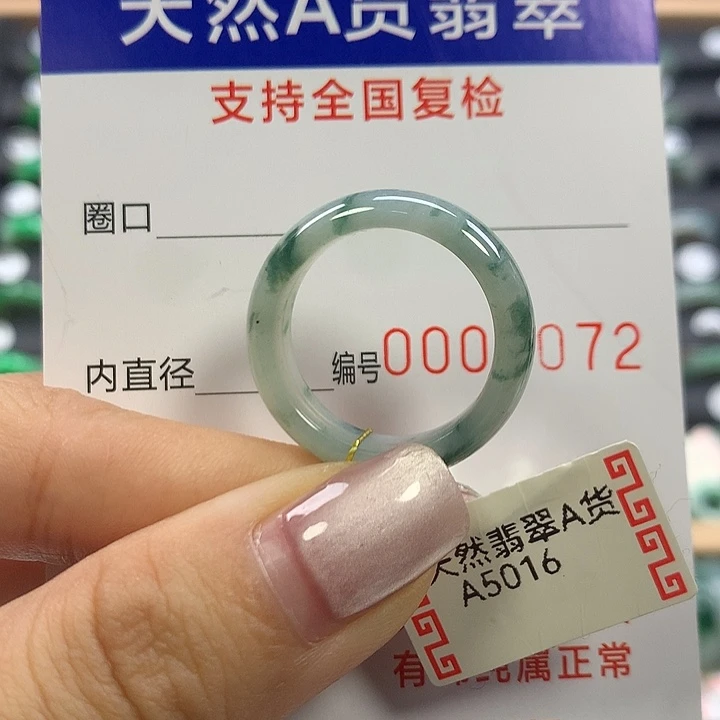 天然A货翡翠
支持全国复检
圈口
内直径
编号000 072
天然翡翠A货
A5016
有 属正常